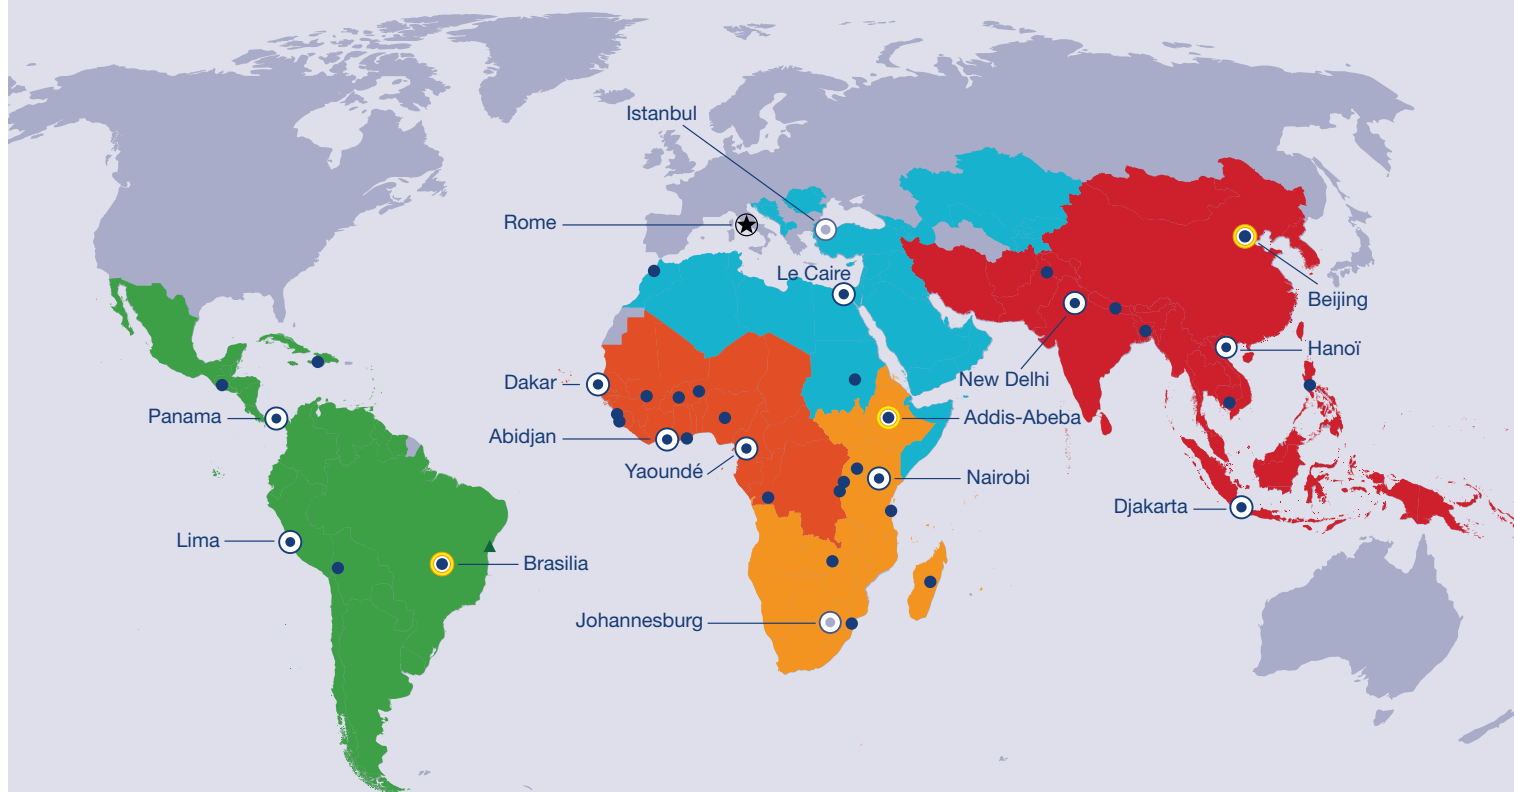 Istanbul
Rome
Le Caire
Beijing
Hanoï
New Delhi
Dakar
Panama
Addis-Abeba
Abidjan
Yaoundé
Nairobi
Djakarta
Lima
Brasilia
Johannesburg